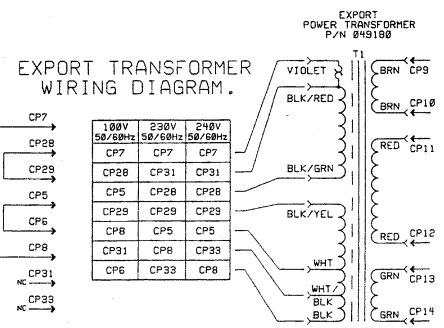 EXPORT
POWER TRANSFORMER
P/N 049180
T1
EXPORT TRANSFORMER
WIRING DIAGRAM.
VIOLET
BRN CP9
BLK/RED
BRN CP10
CP7
100V 230V 240V
50/60Hz 50/60Hz 50/60Hz
CP28
CP7 CP7 CP7
RED CP11
CP29
CP28 CP31 CP31
BLK/GRN
CP5
CP5 CP28 CP28
CP29 CP29 CP29
BLK/YEL
CP6
CP8 CP5 CP5
RED CP12
CP8
CP31 CP8 CP33
WHT
CP31
NC
CP6 CP33 CP8
GRN CP13
WHT/
BLK
CP33
NC
BLK
GRN CP14